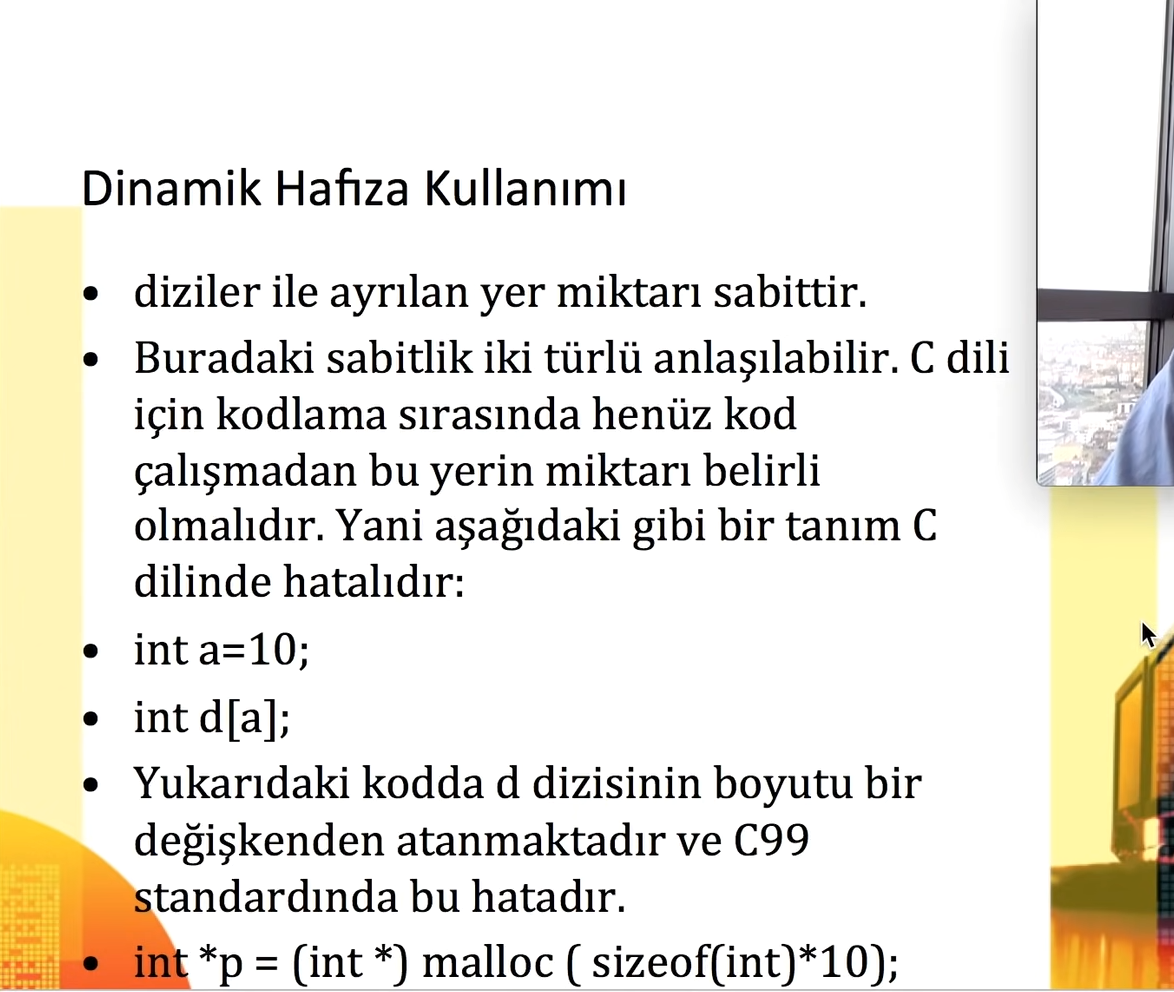 Dinamik Hafıza Kullanımı
• diziler ile ayrılan yer miktarı sabittir.
• Buradaki sabitlik iki türlü anlaşılabilir. C dili
için kodlama sırasında henüz kod
çalışmadan bu yerin miktarı belirli
olmalıdır. Yani aşağıdaki gibi bir tanım C
dilinde hatalıdır:
• int a=10;
• int d[a];
• Yukarıdaki kodda d dizisinin boyutu bir
değişkenden atanmaktadır ve C99
standardında bu hatadır.
• int *p = (int *) malloc ( sizeof(int)*10);